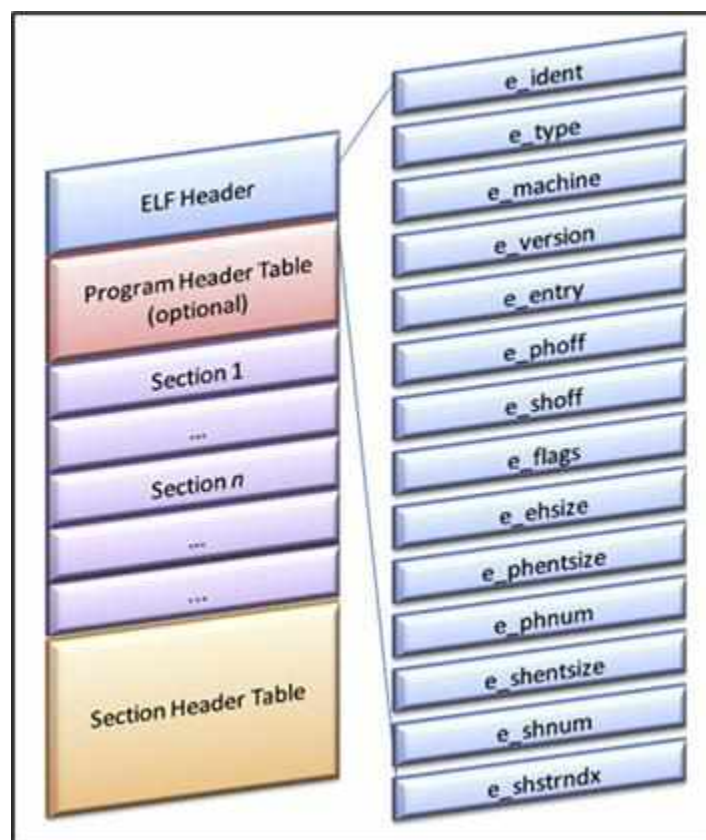 ELF Header
Program Header Table
(optional)
Section 1
...
Section n
...
...
Section Header Table
e_ident
e_type
e_machine
e_version
e_entry
e_phoff
e_shoff
e_flags
e_ehsize
e_phentsize
e_phnum
e_shentsize
e_shnum
e_shstrndx